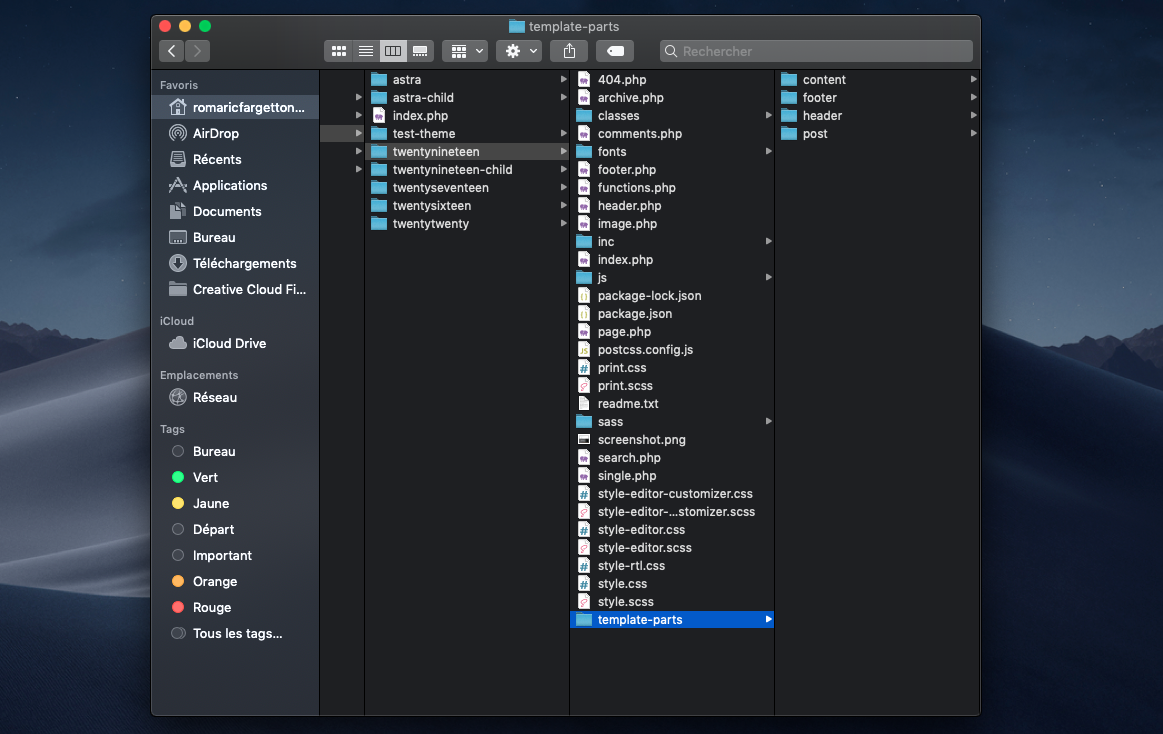 template-parts
Rechercher
Favoris
romaricfargetton...
AirDrop
Récents
Applications
Documents
Bureau
Téléchargements
Creative Cloud Fi...
iCloud
iCloud Drive
Emplacements
Réseau
Tags
Bureau
Vert
Jaune
Départ
Important
Orange
Rouge
Tous les tags...
astra
astra-child
index.php
test-theme
twentynineteen
twentynineteen-child
twentyseventeen
twentysixteen
twentytwenty
404.php
archive.php
classes
comments.php
fonts
footer.php
functions.php
header.php
image.php
inc
index.php
js
package-lock.json
package.json
page.php
postcss.config.js
print.css
print.scss
readme.txt
sass
screenshot.png
search.php
single.php
style-editor-customizer.css
style-editor-...stomizer.scss
style-editor.css
style-editor.scss
style-rtl.css
style.css
style.scss
template-parts
content
footer
header
post